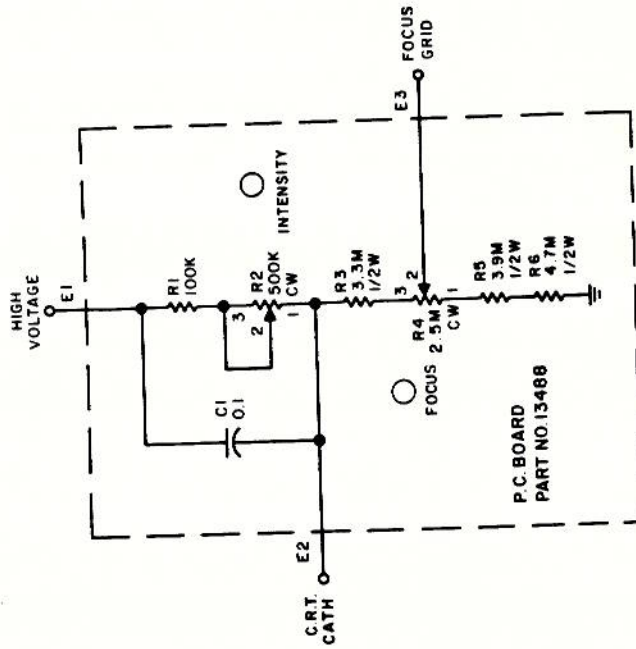 HIGH
VOLTAGE
E1
R1
100K
3
R2
500K
2
CW
1
INTENSITY
C1
0.1
E2
C.R.T.
CATH
R3
3.3M
1/2W
3
2
E3
FOCUS
GRID
R4
2.5M
CW
1
FOCUS
R5
3.9M
1/2W
R6
4.7M
1/2W
P.C. BOARD
PART NO. 13488